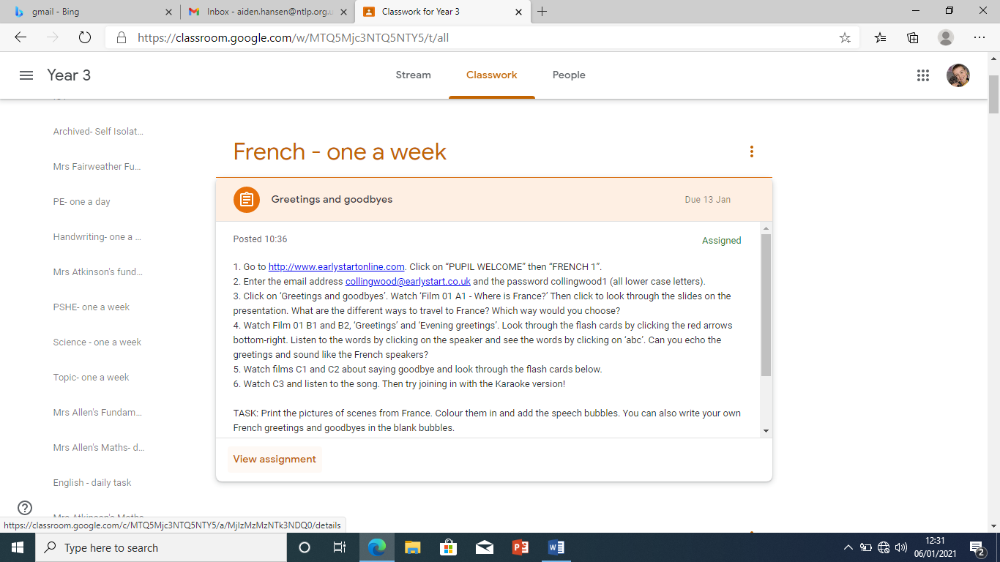 gmail - Bing
Inbox - aiden.hansen@ntlp.org.u
Classwork for Year 3
https://classroom.google.com/w/MTQ5Mjc3NTQ5NTY5/t/all
Year 3
Stream
Classwork
People
Archived- Self Isolat...
Mrs Fairweather Fu...
PE- one a day
Handwriting- one a ...
Mrs Atkinson's fund...
PSHE- one a week
Science - one a week
Topic- one a week
Mrs Allen's Fundam...
Mrs Allen's Maths- d...
English - daily task
Mrs Atkinson's Maths
French - one a week
Greetings and goodbyes
Due 13 Jan
Posted 10:36
Assigned
1. Go to http://www.earlystartonline.com. Click on “PUPIL WELCOME” then “FRENCH 1”.
2. Enter the email address collingwood@earlystart.co.uk and the password collingwood1 (all lower case letters).
3. Click on ‘Greetings and goodbyes’. Watch ‘Film 01 A1 - Where is France?’ Then click to look through the slides on the
presentation. What are the different ways to travel to France? Which way would you choose?
4. Watch Film 01 B1 and B2, ‘Greetings’ and ‘Evening greetings’. Look through the flash cards by clicking the red arrows
bottom-right. Listen to the words by clicking on the speaker and see the words by clicking on ‘abc’. Can you echo the
greetings and sound like the French speakers?
5. Watch films C1 and C2 about saying goodbye and look through the flash cards below.
6. Watch C3 and listen to the song. Then try joining in with the Karaoke version!
TASK: Print the pictures of scenes from France. Colour them in and add the speech bubbles. You can also write your own
French greetings and goodbyes in the blank bubbles.
View assignment
https://classroom.google.com/c/MTQ5Mjc3NTQ5NTY5/a/MjIzMzMzNTk3NDQ0/details
Type here to search
12:31
06/01/2021
2